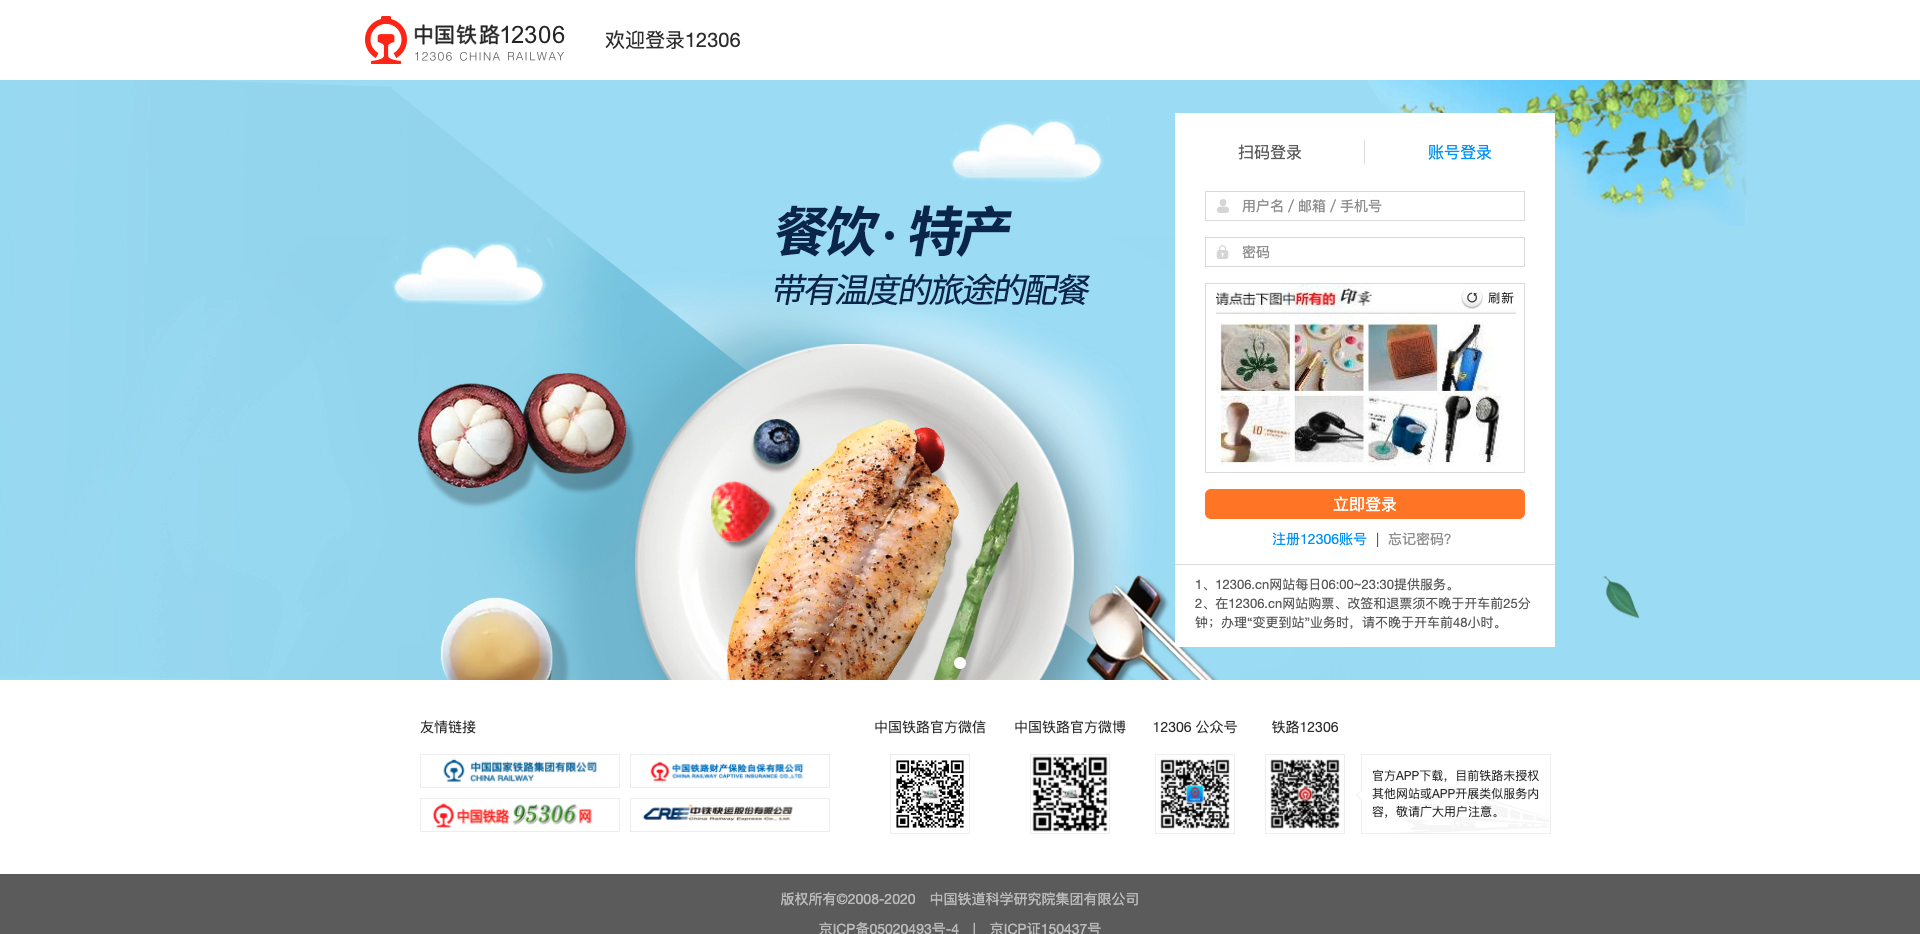 中国铁路12306
12306 CHINA RAILWAY
欢迎登录12306
餐饮·特产
带有温度的旅途的配餐
扫码登录
账号登录
用户名 / 邮箱 / 手机号
密码
请点击下图中所有的 印章
刷新
立即登录
注册12306账号 | 忘记密码?
1、12306.cn网站每日06:00~23:30提供服务。
2、在12306.cn网站购票、改签和退票须不晚于开车前25分
钟；办理“变更到站”业务时，请不晚于开车前48小时。
友情链接
中国国家铁路集团有限公司
CHINA RAILWAY
中国铁路财产保险自保有限公司
CHINA RAILWAY CAPTIVE INSURANCE CO.,LTD.
中国铁路 95306 网
CRE 中铁快运股份有限公司
China Railway Express Co., Ltd.
中国铁路官方微信
中国铁路官方微博
12306 公众号
铁路12306
官方APP下载，目前铁路未授权
其他网站或APP开展类似服务内
容，敬请广大用户注意。
版权所有©2008-2020 中国铁道科学研究院集团有限公司
京ICP备05020493号-4 | 京ICP证150437号